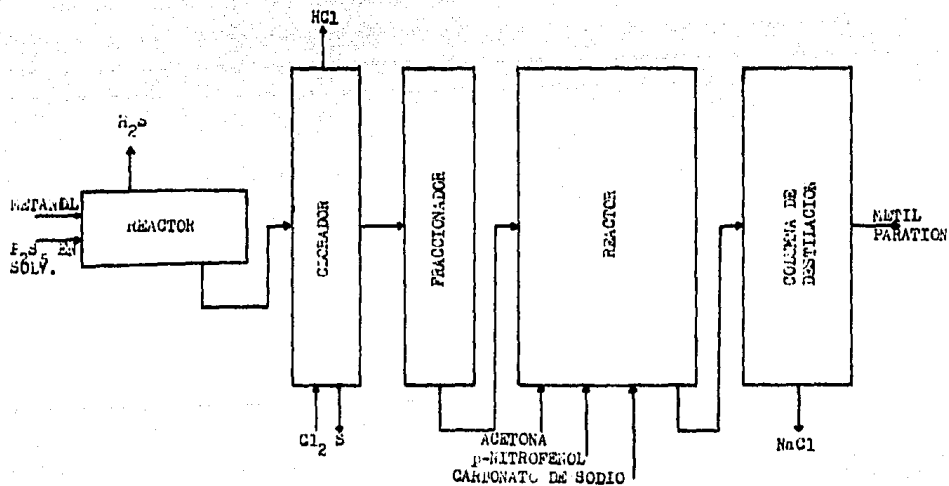 HCl
H₂S
METANOL
P₂S₅ EN
SOLV.
REACTOR
CLORADOR
FRACCIONADOR
REACTOR
COLUMNA DE
DESTILACION
METIL
PARATION
Cl₂ S
ACETONA
p-NITROFENOL
CARBONATO DE SODIO
NaCl